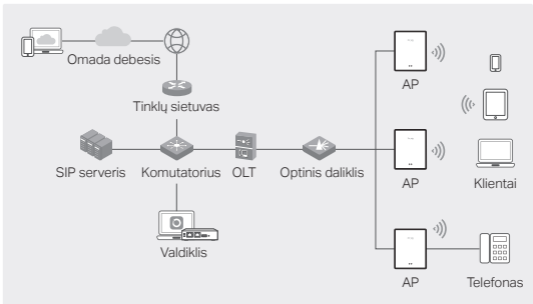 Omada debesis
Tinklų sietuvas
AP
SIP serveris
Komutatorius
OLT
Optinis daliklis
AP
Klientai
Valdiklis
AP
Telefonas